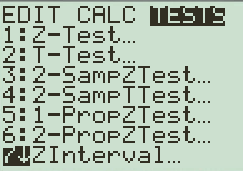 EDIT CALC TESTS
1:Z-Test…
2:T-Test…
3:2-SampZTest…
4:2-SampTTest…
5:1-PropZTest…
6:2-PropZTest…
7↓ZInterval…